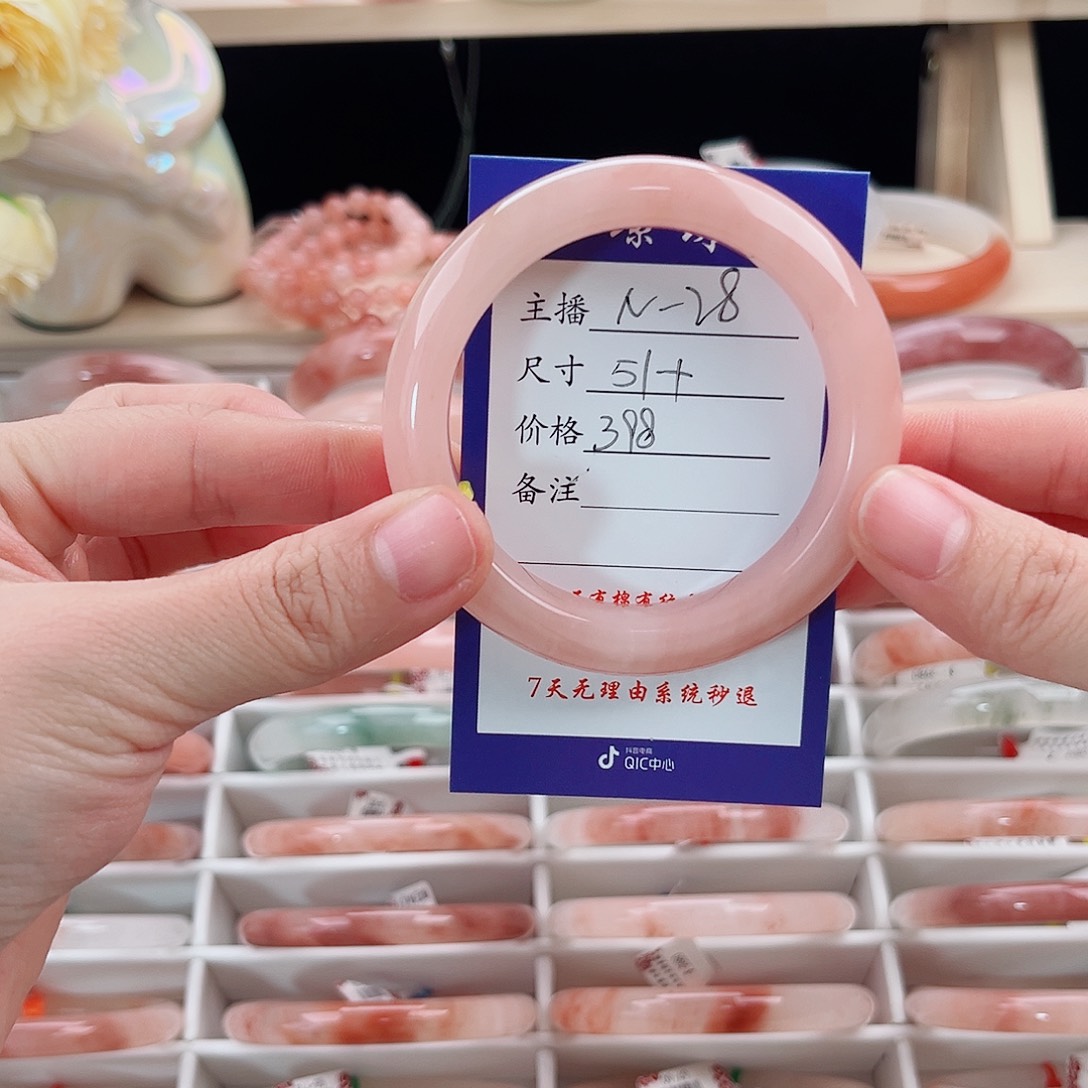 主播 N-28
尺寸 51+
价格 398
备注
7天无理由系统秒退
抖音电商
QIC中心